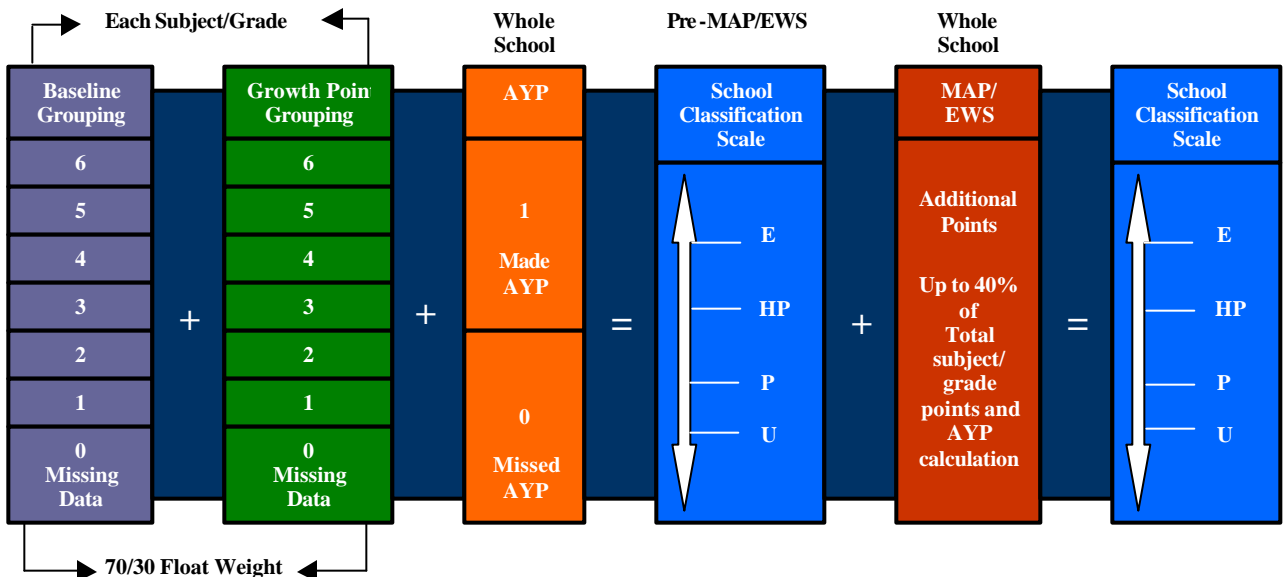 Each Subject/Grade
Whole
School
Pre-MAP/EWS
Whole
School
Baseline
Grouping
6
5
4
3
2
1
0
Missing
Data
+
Growth Point
Grouping
6
5
4
3
2
1
0
Missing
Data
+
AYP
1
Made
AYP
0
Missed
AYP
=
School
Classification
Scale
E
HP
P
U
+
MAP/
EWS
Additional
Points
Up to 40%
of
Total
subject/
grade
points and
AYP
calculation
=
School
Classification
Scale
E
HP
P
U
70/30 Float Weight